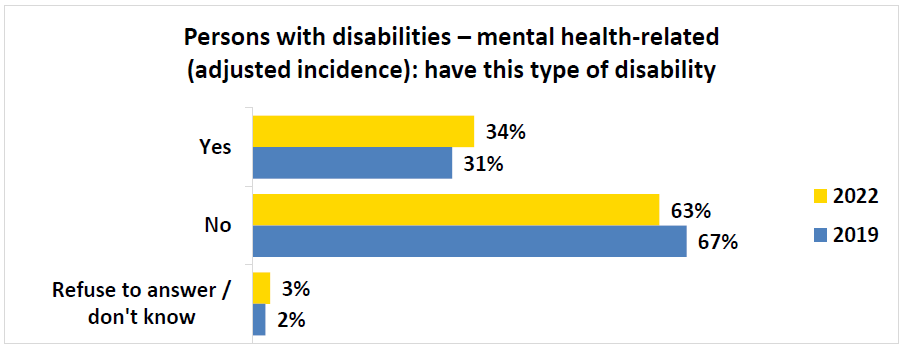 Persons with disabilities – mental health-related
(adjusted incidence): have this type of disability
Yes
34%
31%
No
63%
67%
Refuse to answer /
don't know
3%
2%
2022
2019